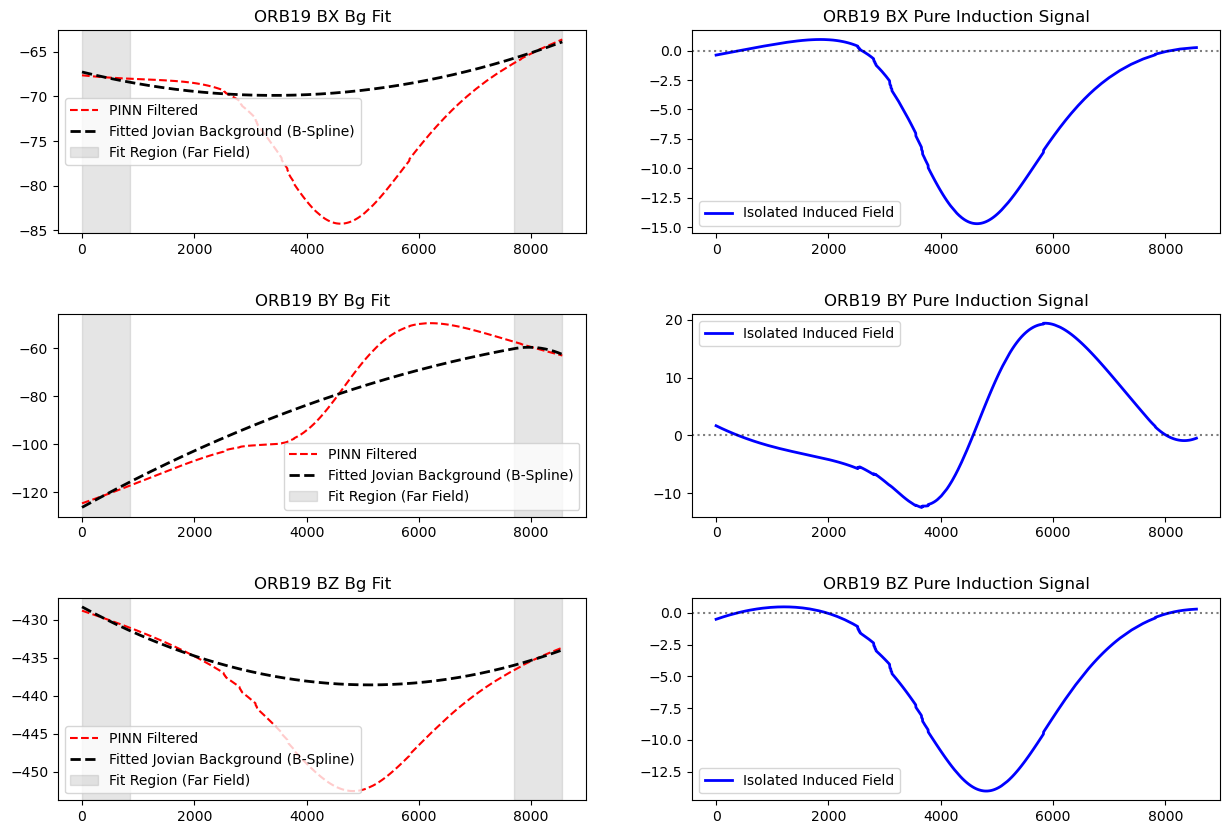 ORB19 BX Bg Fit
−65
−70
−75
−80
−85
PINN Filtered
Fitted Jovian Background (B-Spline)
Fit Region (Far Field)
0 2000 4000 6000 8000
ORB19 BX Pure Induction Signal
0.0
−2.5
−5.0
−7.5
−10.0
−12.5
−15.0
Isolated Induced Field
0 2000 4000 6000 8000
ORB19 BY Bg Fit
−60
−80
−100
−120
PINN Filtered
Fitted Jovian Background (B-Spline)
Fit Region (Far Field)
0 2000 4000 6000 8000
ORB19 BY Pure Induction Signal
20
10
0
−10
Isolated Induced Field
0 2000 4000 6000 8000
ORB19 BZ Bg Fit
−430
−435
−440
−445
−450
PINN Filtered
Fitted Jovian Background (B-Spline)
Fit Region (Far Field)
0 2000 4000 6000 8000
ORB19 BZ Pure Induction Signal
0.0
−2.5
−5.0
−7.5
−10.0
−12.5
Isolated Induced Field
0 2000 4000 6000 8000